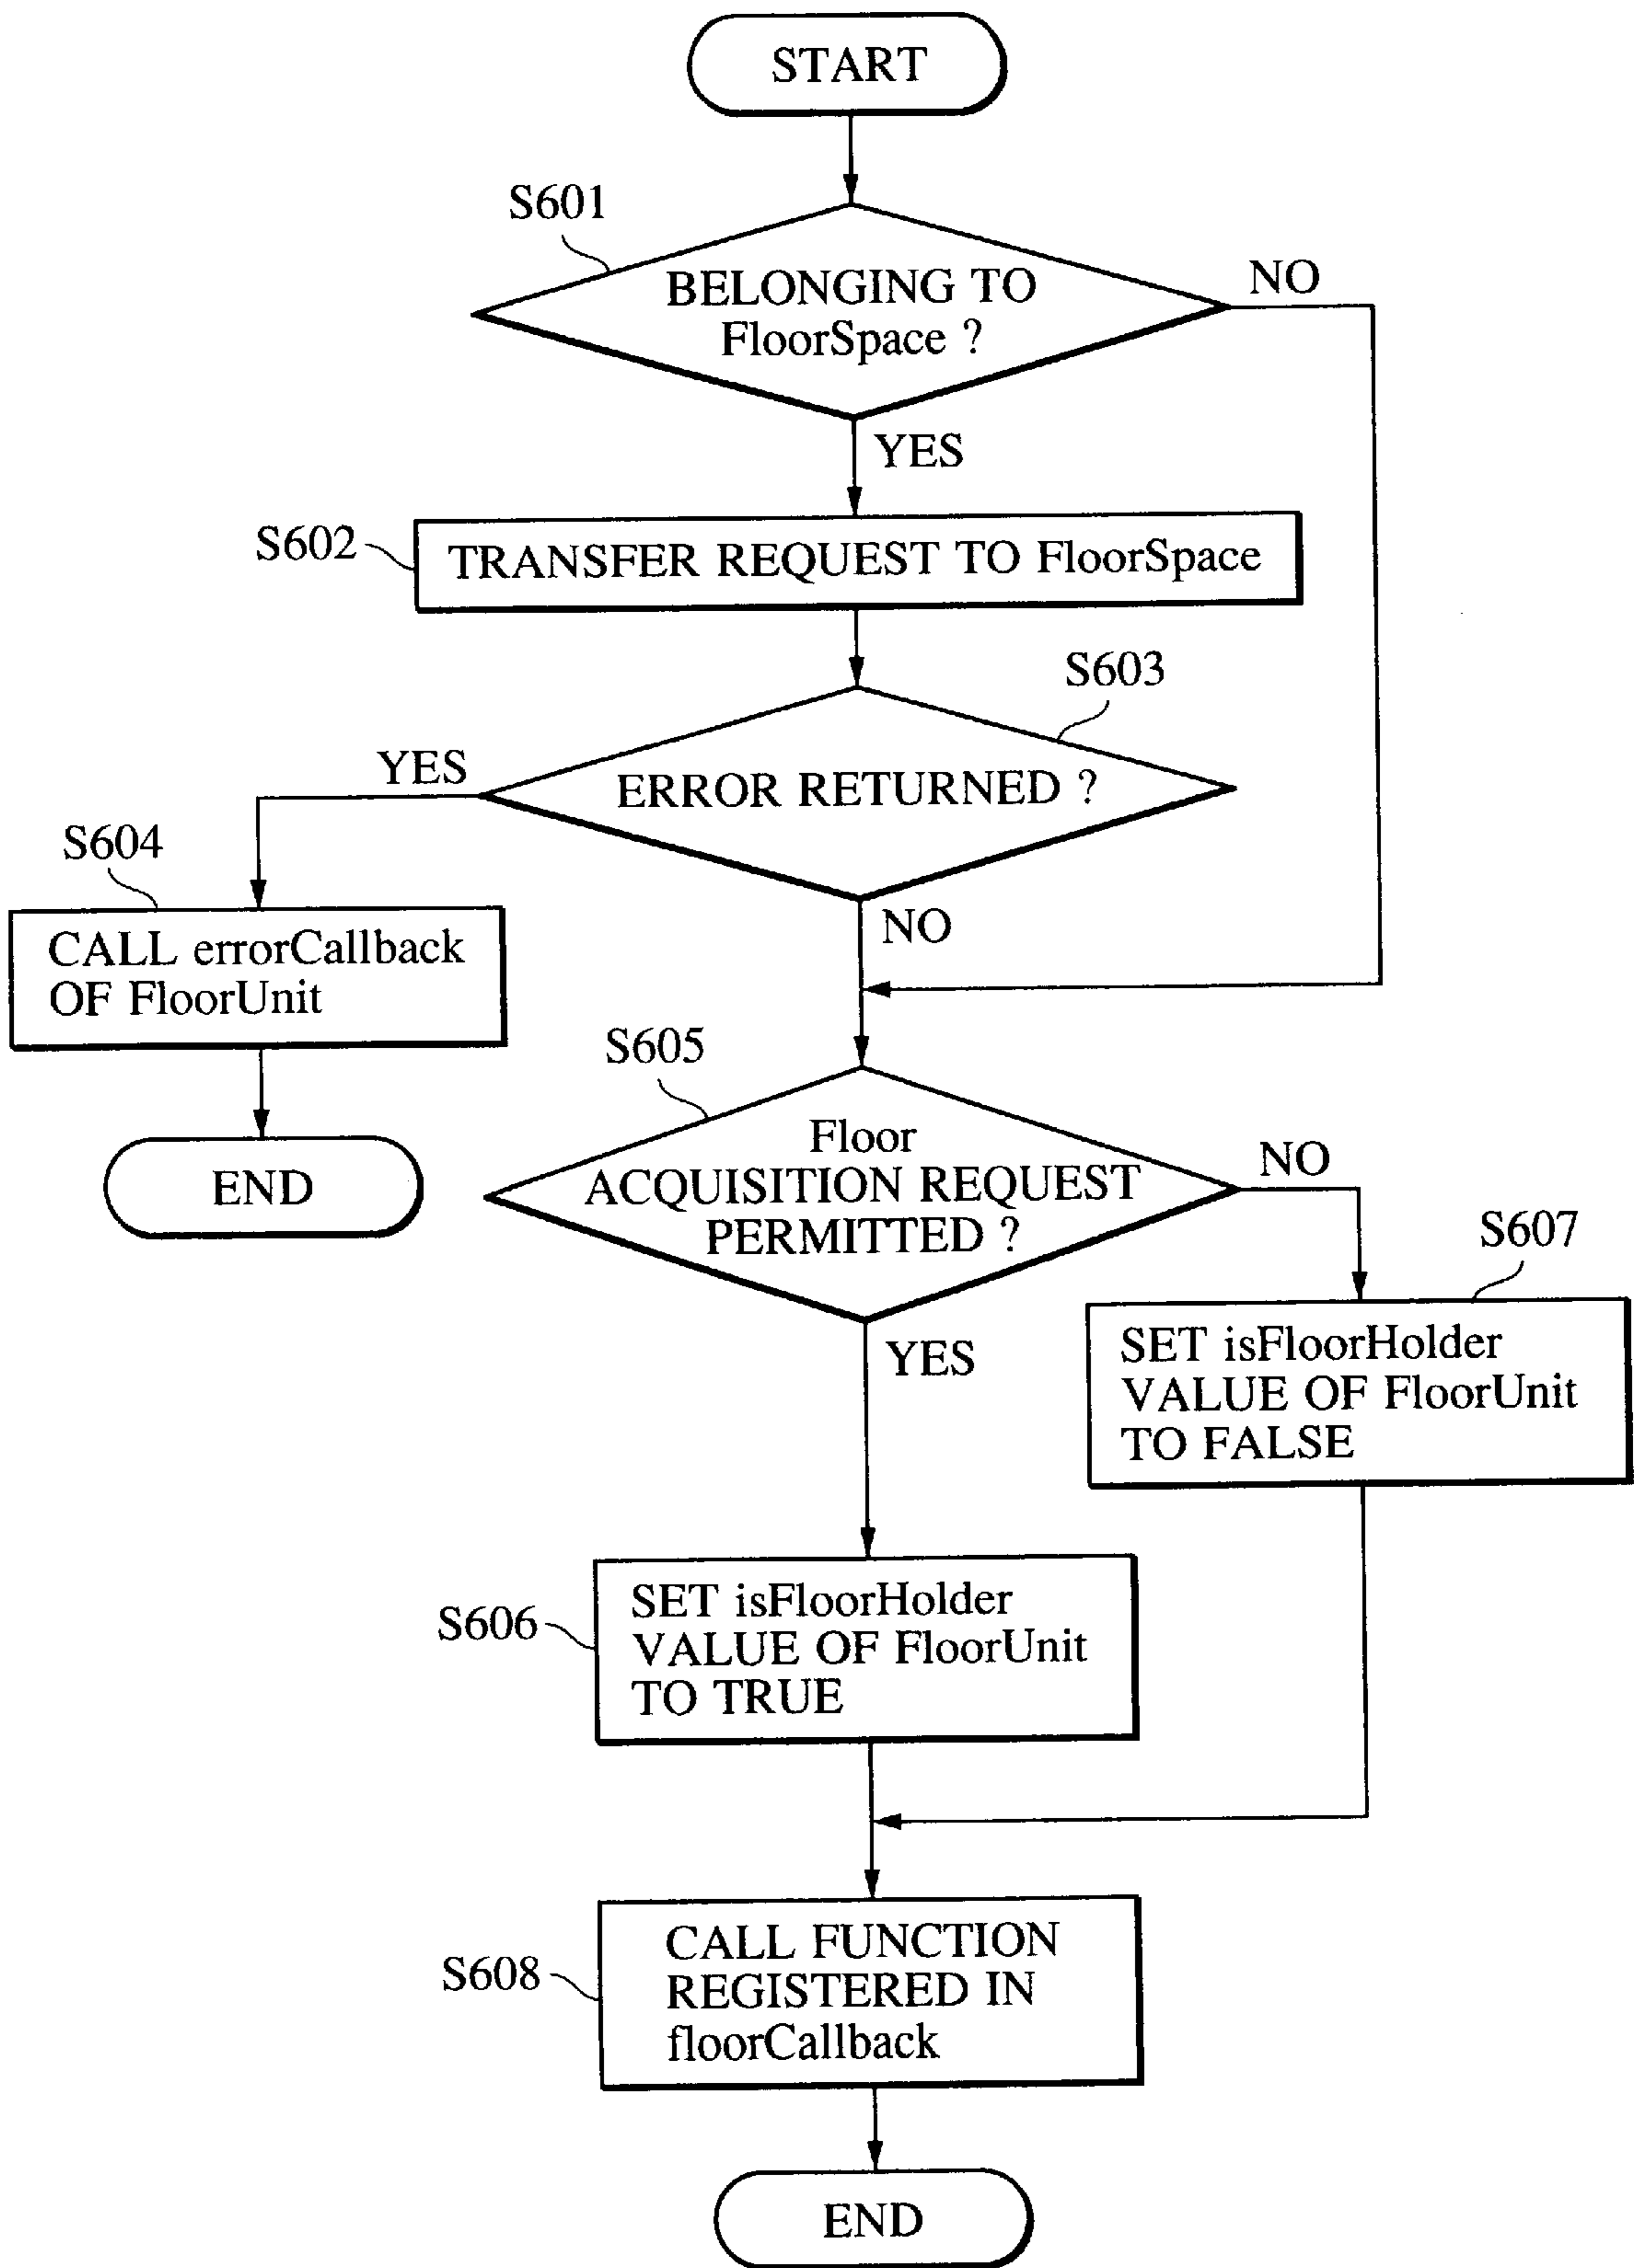 START
S601
BELONGING TO
FloorSpace ?
NO
YES
S602
TRANSFER REQUEST TO FloorSpace
S603
YES
ERROR RETURNED ?
S604
CALL errorCallback
OF FloorUnit
NO
END
S605
Floor
ACQUISITION REQUEST
PERMITTED ?
NO
YES
S607
SET isFloorHolder
VALUE OF FloorUnit
TO FALSE
S606
SET isFloorHolder
VALUE OF FloorUnit
TO TRUE
S608
CALL FUNCTION
REGISTERED IN
floorCallback
END